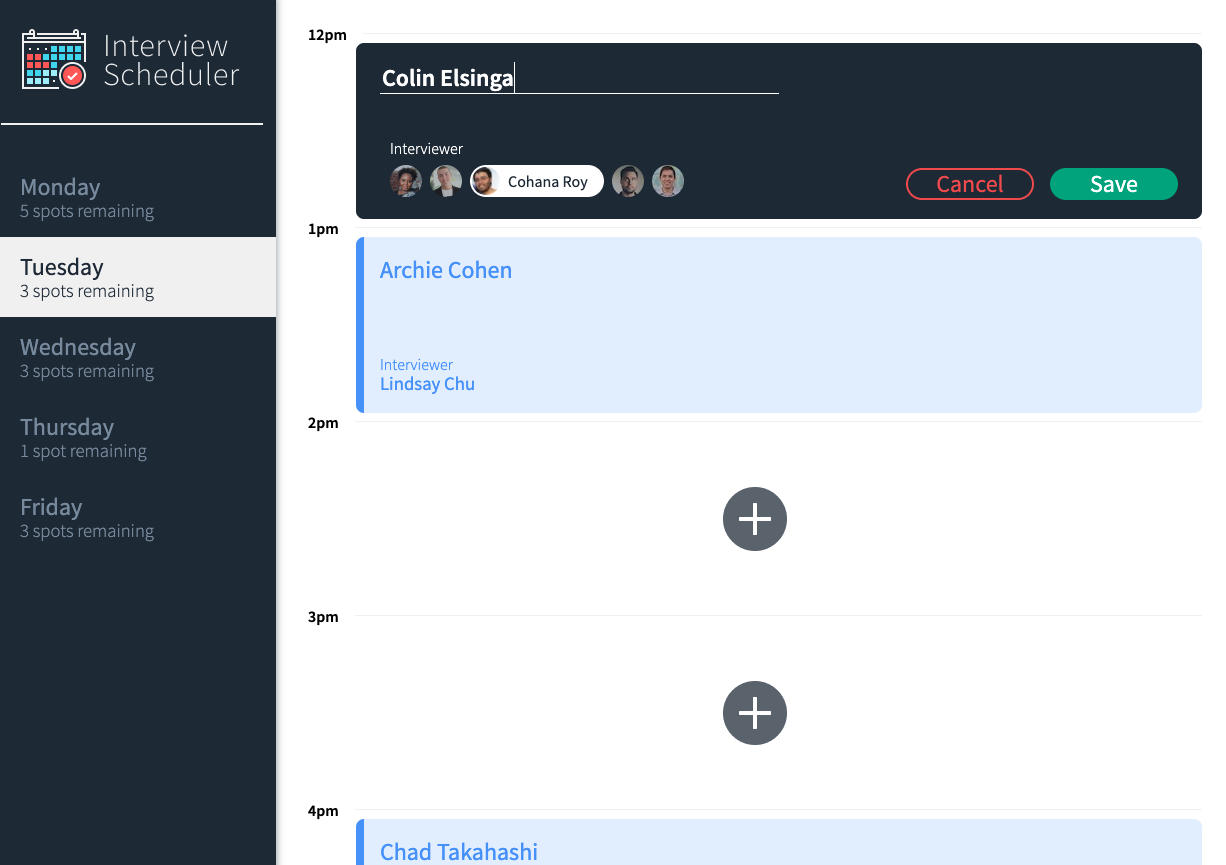 Interview
Scheduler
Monday
5 spots remaining
Tuesday
3 spots remaining
Wednesday
3 spots remaining
Thursday
1 spot remaining
Friday
3 spots remaining
12pm
Colin Elsinga
Interviewer
Cohana Roy
Cancel
Save
1pm
Archie Cohen
Interviewer
Lindsay Chu
2pm
3pm
4pm
Chad Takahashi